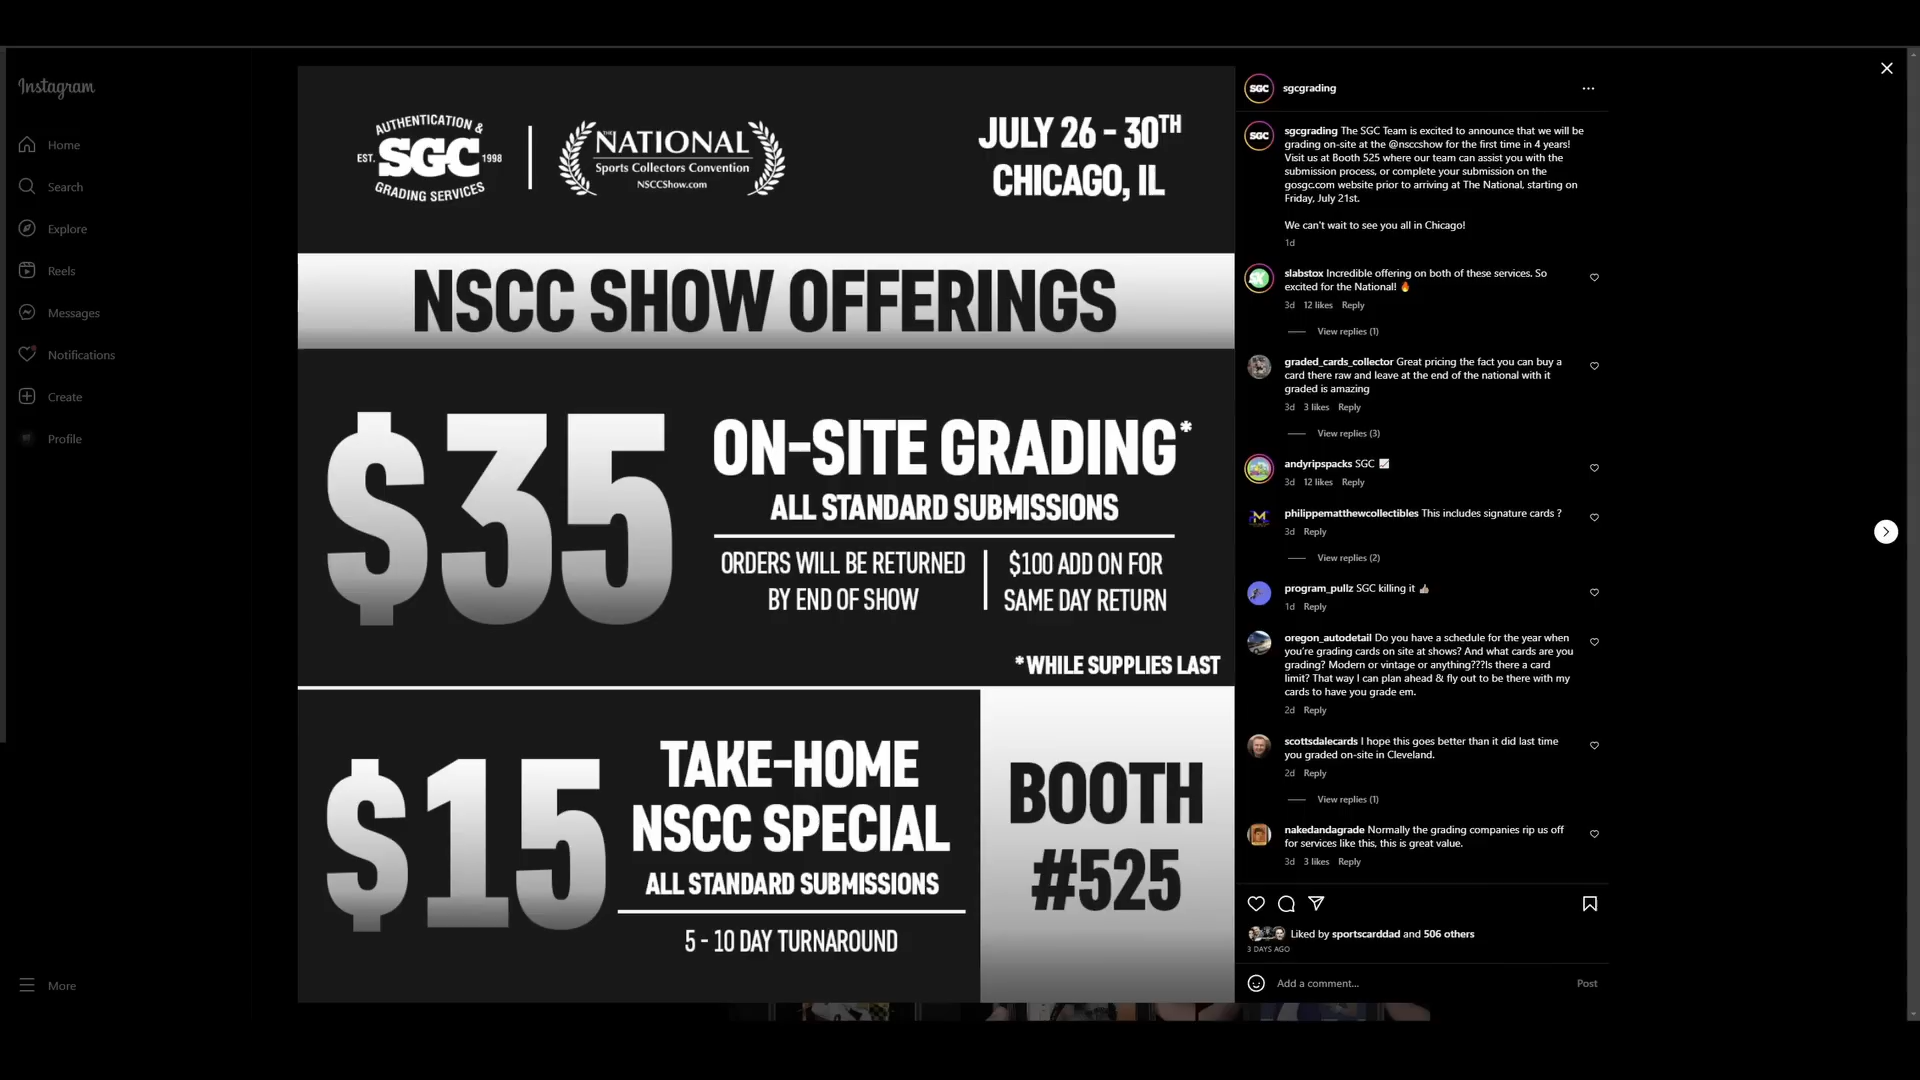 Instagram
Home
Search
Explore
Reels
Messages
Notifications
Create
Profile
More
AUTHENTICATION &
EST. SGC 1998
GRADING SERVICES
THE NATIONAL
Sports Collectors Convention
NSCCShow.com
JULY 26 - 30TH
CHICAGO, IL
NSCC SHOW OFFERINGS
$35
ON-SITE GRADING*
ALL STANDARD SUBMISSIONS
ORDERS WILL BE RETURNED
BY END OF SHOW
$100 ADD ON FOR
SAME DAY RETURN
*WHILE SUPPLIES LAST
$15
TAKE-HOME
NSCC SPECIAL
ALL STANDARD SUBMISSIONS
5 - 10 DAY TURNAROUND
BOOTH
#525
SGC sgcgrading
SGC
sgcgrading The SGC Team is excited to announce that we will be
grading on-site at the @nsccshow for the first time in 4 years!
Visit us at Booth 525 where our team can assist you with the
submission process, or complete your submission on the
gosgc.com website prior to arriving at The National, starting on
Friday, July 21st.
We can't wait to see you all in Chicago!
1d
slabstox Incredible offering on both of these services. So
excited for the National! 🔥
3d 12 likes Reply
View replies (1)
graded_cards_collector Great pricing the fact you can buy a
card there raw and leave at the end of the national with it
graded is amazing
3d 3 likes Reply
View replies (3)
andyripspacks SGC 📈
3d 12 likes Reply
philippematthewcollectibles This includes signature cards ?
3d Reply
View replies (2)
program_pullz SGC killing it 👍
1d Reply
oregon_autodetail Do you have a schedule for the year when
you're grading cards on site at shows? And what cards are you
grading? Modern or vintage or anything???Is there a card
limit? That way I can plan ahead & fly out to be there with my
cards to have you grade em.
2d Reply
scottsdalecards I hope this goes better than it did last time
you graded on-site in Cleveland.
2d Reply
View replies (1)
nakedandagrade Normally the grading companies rip us off
for services like this, this is great value.
3d 3 likes Reply
Liked by sportscarddad and 506 others
3 DAYS AGO
Add a comment...
Post